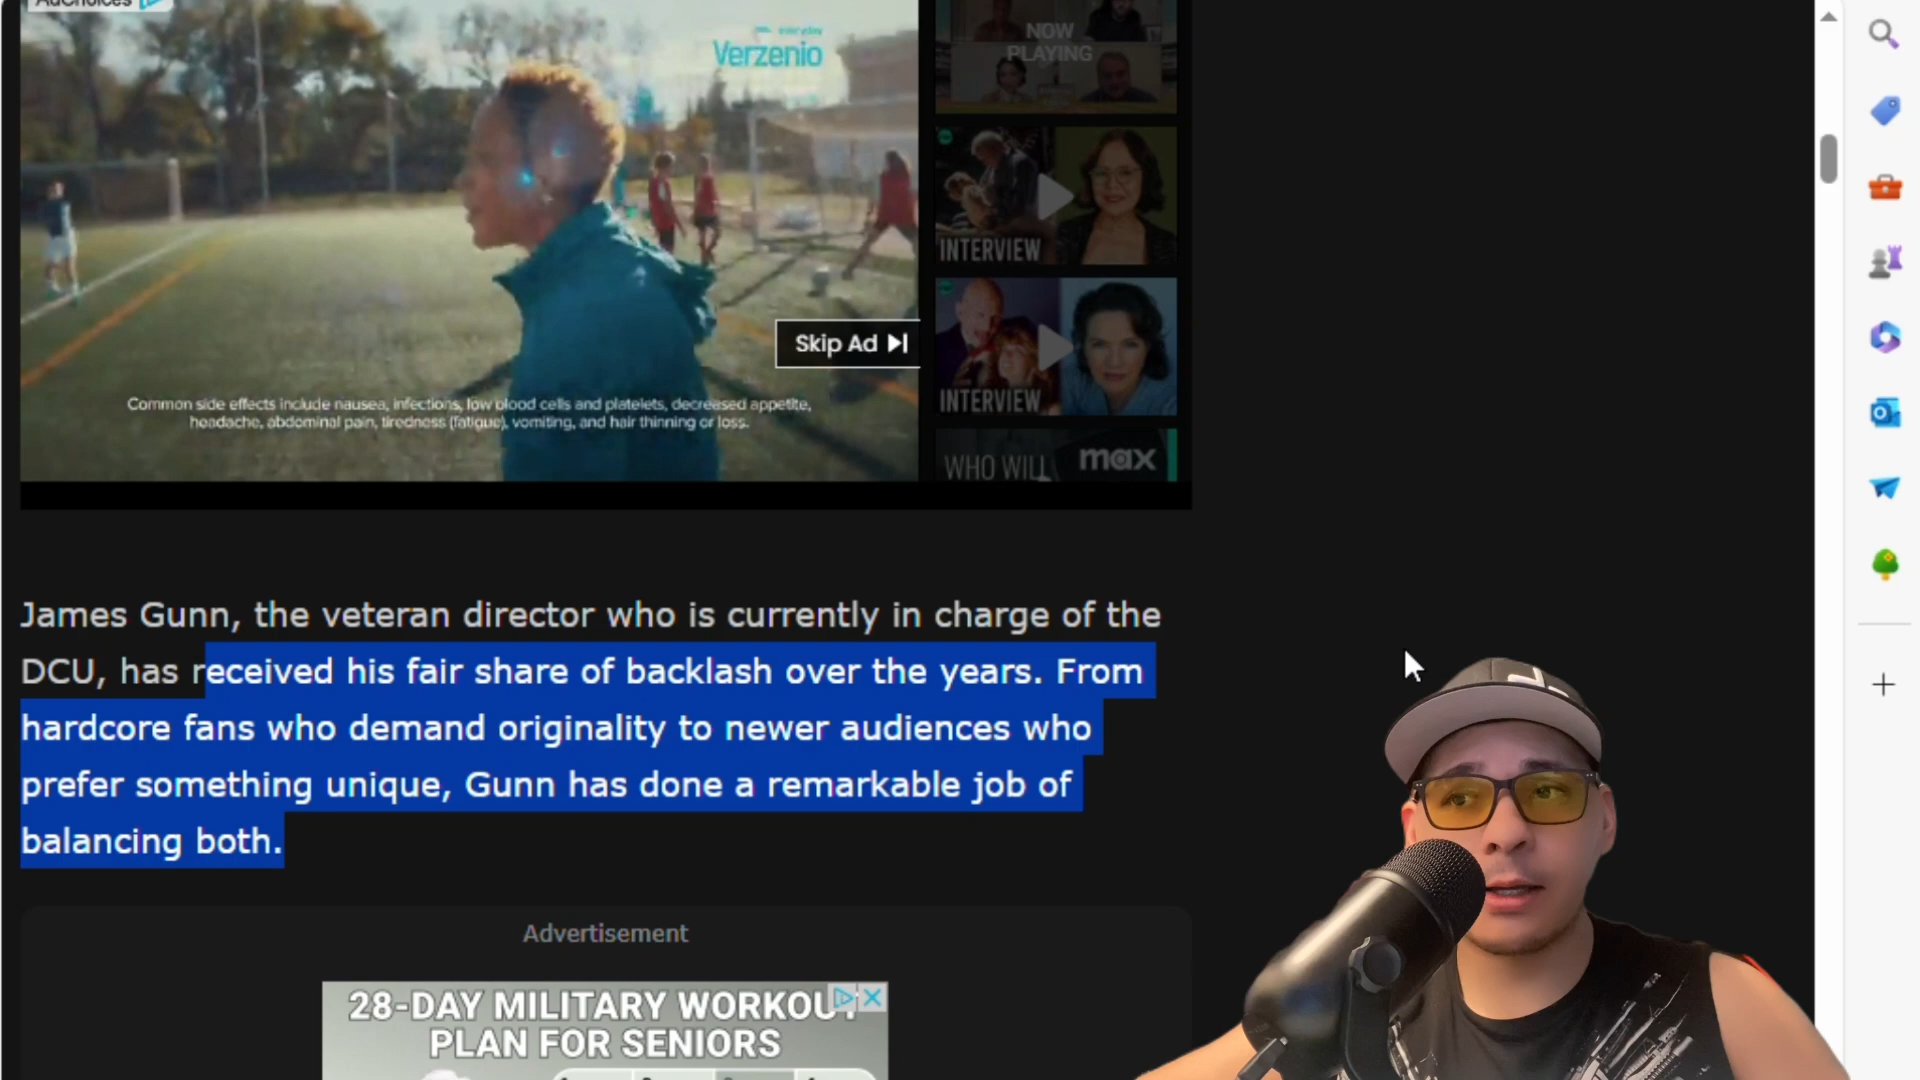 AdChoices
everyday
Verzenio
Skip Ad
Common side effects include nausea, infections, low blood cells and platelets, decreased appetite,
headache, abdominal pain, tiredness (fatigue), vomiting, and hair thinning or loss.
NOW
PLAYING
INTERVIEW
INTERVIEW
WHO WILL
max
James Gunn, the veteran director who is currently in charge of the
DCU, has received his fair share of backlash over the years. From
hardcore fans who demand originality to newer audiences who
prefer something unique, Gunn has done a remarkable job of
balancing both.
Advertisement
28-DAY MILITARY WORKOUT
PLAN FOR SENIORS